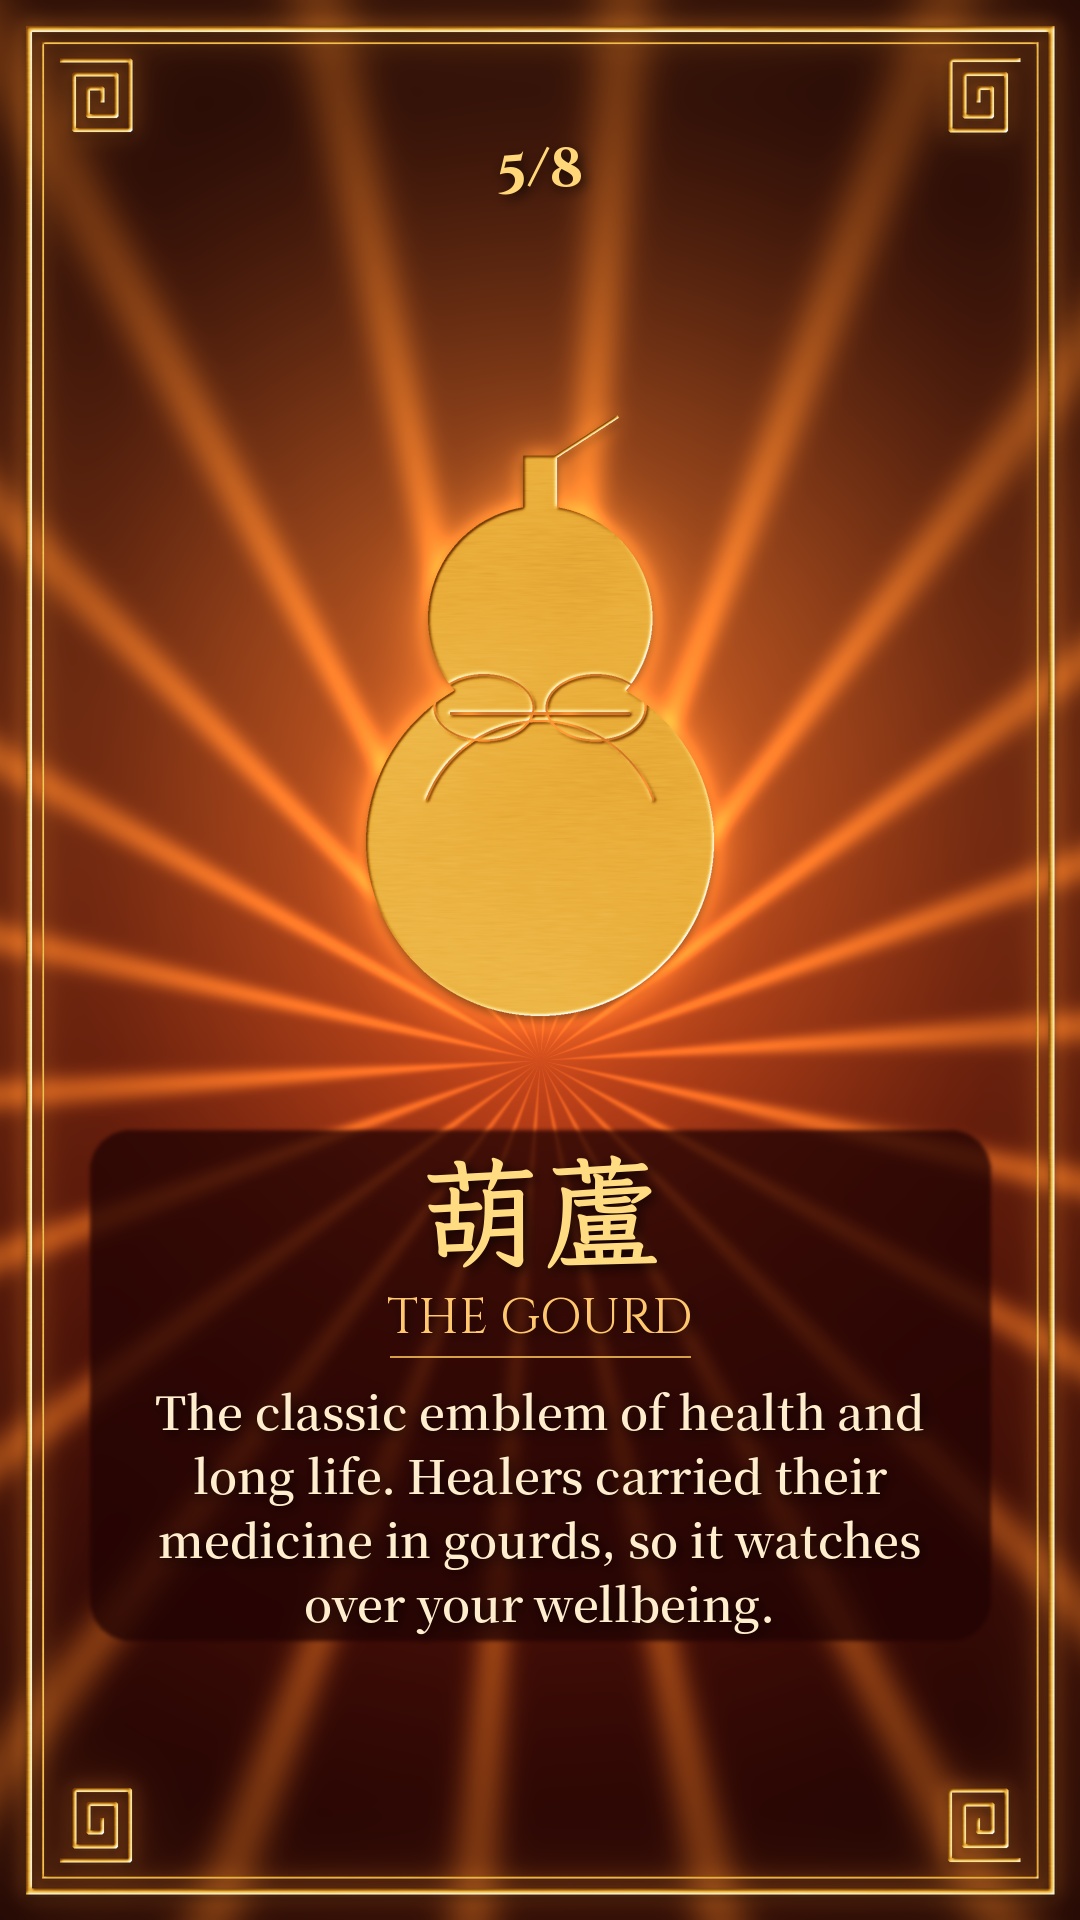 5/8
葫蘆
THE GOURD
The classic emblem of health and
long life. Healers carried their
medicine in gourds, so it watches
over your wellbeing.